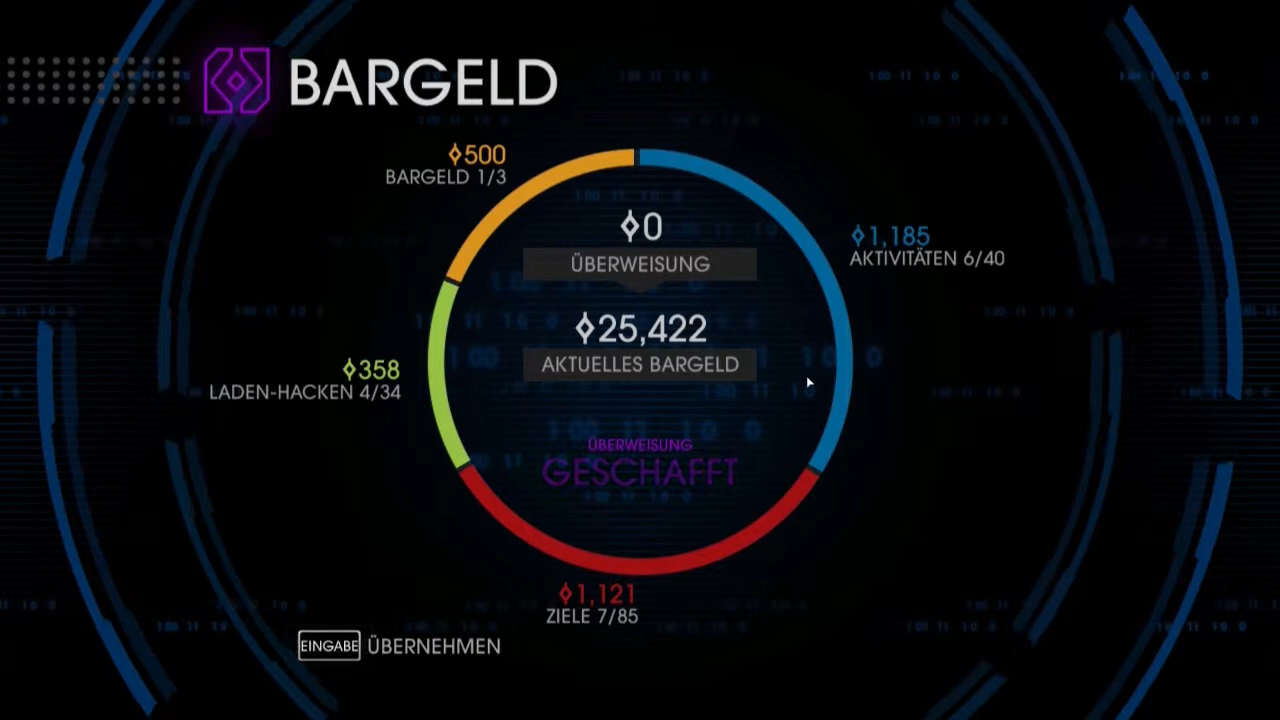 BARGELD
500
BARGELD 1/3
0
ÜBERWEISUNG
1,185
AKTIVITÄTEN 6/40
25,422
AKTUELLES BARGELD
358
LADEN-HACKEN 4/34
ÜBERWEISUNG
GESCHAFFT
1,121
ZIELE 7/85
EINGABE ÜBERNEHMEN